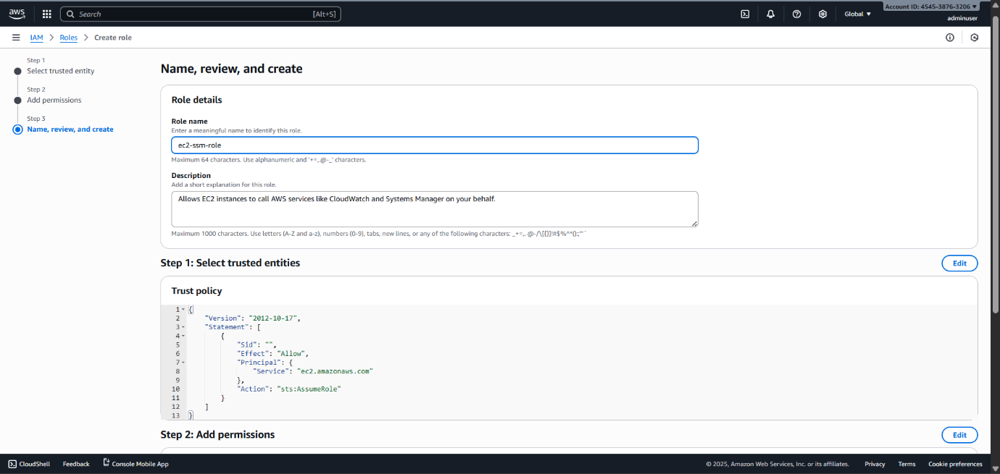 aws
Search [Alt+S]
Global
Account ID: 4545-3876-3206
adminuser
IAM > Roles > Create role
Step 1
Select trusted entity
Step 2
Add permissions
Step 3
Name, review, and create
Name, review, and create
Role details
Role name
Enter a meaningful name to identify this role.
ec2-ssm-role
Maximum 64 characters. Use alphanumeric and '+=,.@-_' characters.
Description
Add a short explanation for this role.
Allows EC2 instances to call AWS services like CloudWatch and Systems Manager on your behalf.
Maximum 1000 characters. Use letters (A-Z and a-z), numbers (0-9), tabs, new lines, or any of the following characters: _+=,. @-/\[{}]!#$%^*();:'"`
Step 1: Select trusted entities
Edit
Trust policy
1 {
2 "Version": "2012-10-17",
3 "Statement": [
4 {
5 "Sid": "",
6 "Effect": "Allow",
7 "Principal": {
8 "Service": "ec2.amazonaws.com"
9 },
10 "Action": "sts:AssumeRole"
11 }
12 ]
13 }
Step 2: Add permissions
Edit
CloudShell Feedback Console Mobile App © 2025, Amazon Web Services, Inc. or its affiliates. Privacy Terms Cookie preferences